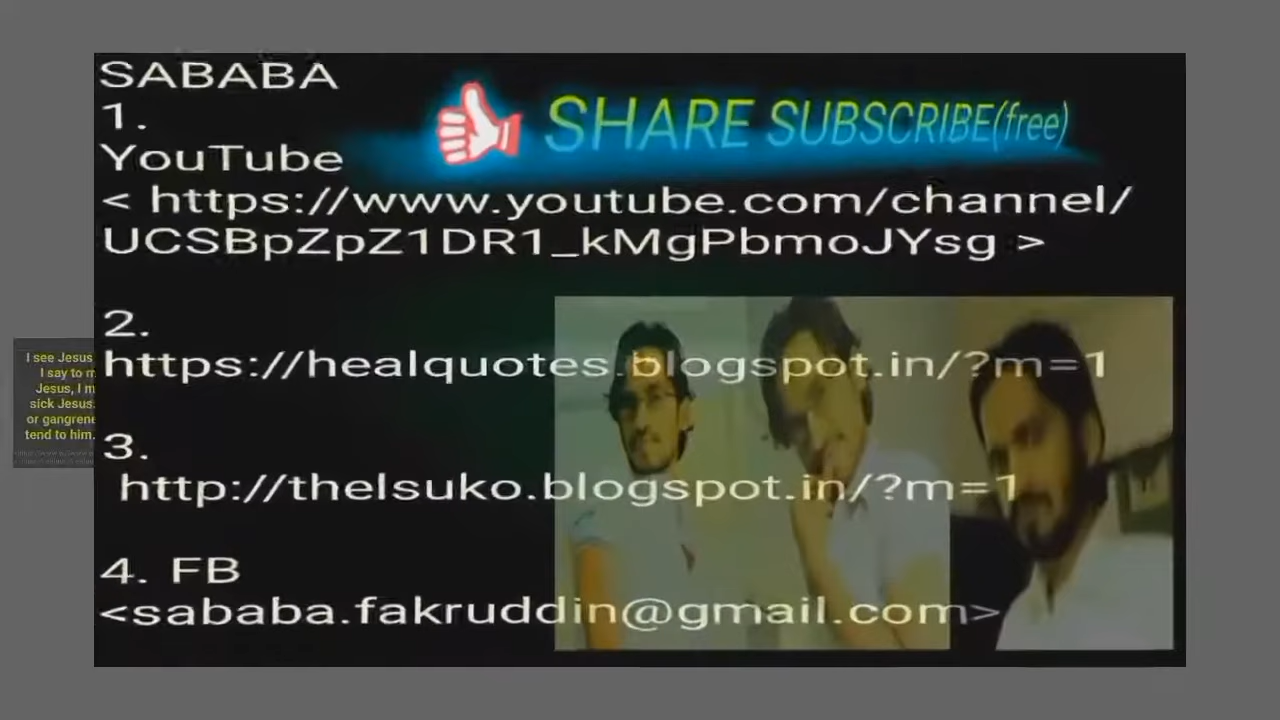 SABABA
1.
SHARE SUBSCRIBE(free)
YouTube
< https://www.youtube.com/channel/
UCSBpZpZ1DR1_kMgPbmoJYsg >
2.
https://healquotes.blogspot.in/?m=1
3.
http://thelsuko.blogspot.in/?m=1
4. FB
<sababa.fakruddin@gmail.com>
I see Jesus
I say to m
Jesus, I m
sick Jesus.
or gangrene
tend to him.